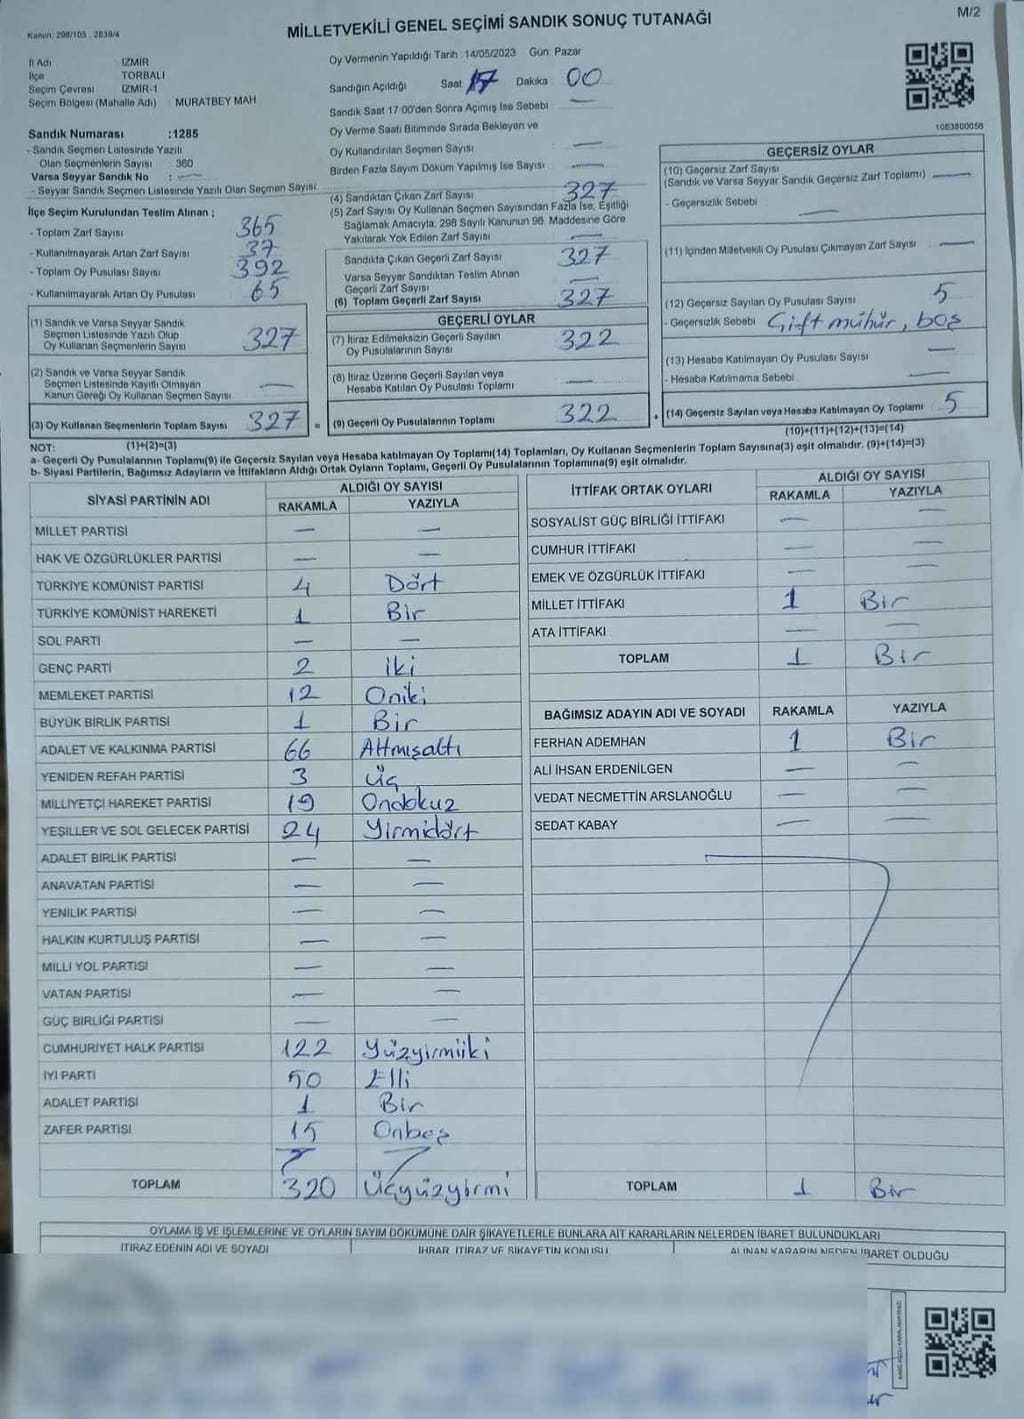 Kanun: 298/105 , 2839/4
MİLLETVEKİLİ GENEL SEÇİMİ SANDIK SONUÇ TUTANAĞI
M/2
İl Adı İZMİR
İlçe TORBALI
Seçim Çevresi İZMİR-1
Seçim Bölgesi (Mahalle Adı) MURATBEY MAH
Sandık Numarası :1285
- Sandık Seçmen Listesinde Yazılı
Olan Seçmenlerin Sayısı : 360
Varsa Seyyar Sandık No : —
- Seyyar Sandık Seçmen Listesinde Yazılı Olan Seçmen Sayısı
İlçe Seçim Kurulundan Teslim Alınan ;
- Toplam Zarf Sayısı 365
- Kullanılmayarak Artan Zarf Sayısı 37
- Toplam Oy Pusulası Sayısı 392
- Kullanılmayarak Artan Oy Pusulası 65
(1) Sandık ve Varsa Seyyar Sandık
Seçmen Listesinde Yazılı Olup
Oy Kullanan Seçmenlerin Sayısı 327
(2) Sandık ve Varsa Seyyar Sandık
Seçmen Listesinde Kayıtlı Olmayan
Kanun Gereği Oy Kullanan Seçmen Sayısı —
(3) Oy Kullanan Seçmenlerin Toplam Sayısı 327 =
Oy Vermenin Yapıldığı Tarih :14/05/2023 Gün: Pazar
Sandığın Açıldığı Saat 17 Dakika 00
Sandık Saat 17:00'den Sonra Açımış İse Sebebi —
Oy Verme Saati Bitiminde Sırada Bekleyen ve
Oy Kullandırılan Seçmen Sayısı —
Birden Fazla Sayım Döküm Yapılmış İse Sayısı —
(4) Sandıktan Çıkan Zarf Sayısı 327
(5) Zarf Sayısı Oy Kullanan Seçmen Sayısından Fazla İse, Eşitliği
Sağlamak Amacıyla, 298 Sayılı Kanunun 98. Maddesine Göre
Yakılarak Yok Edilen Zarf Sayısı —
Sandıkta Çıkan Geçerli Zarf Sayısı 327
Varsa Seyyar Sandıktan Teslim Alınan
Geçerli Zarf Sayısı —
(6) Toplam Geçerli Zarf Sayısı 327
GEÇERLİ OYLAR
(7) İtiraz Edilmeksizin Geçerli Sayılan
Oy Pusulalarının Sayısı 322
(8) İtiraz Üzerine Geçerli Sayılan veya
Hesaba Katılan Oy Pusulası Toplamı —
(9) Geçerli Oy Pusulalarının Toplamı 322 +
1083800056
GEÇERSİZ OYLAR
(10) Geçersiz Zarf Sayısı
(Sandık ve Varsa Seyyar Sandık Geçersiz Zarf Toplamı) —
- Geçersizlik Sebebi —
(11) İçinden Milletvekili Oy Pusulası Çıkmayan Zarf Sayısı —
(12) Geçersiz Sayılan Oy Pusulası Sayısı 5
- Geçersizlik Sebebi Çift mühür, boş
(13) Hesaba Katılmayan Oy Pusulası Sayısı —
- Hesaba Katılmama Sebebi —
(14) Geçersiz Sayılan veya Hesaba Katılmayan Oy Toplamı 5
NOT: (1)+(2)=(3) (10)+(11)+(12)+(13)=(14)
a- Geçerli Oy Pusulalarının Toplamı(9) ile Geçersiz Sayılan veya Hesaba katılmayan Oy Toplamı(14) Toplamları, Oy Kullanan Seçmenlerin Toplam Sayısına(3) eşit olmalıdır. (9)+(14)=(3)
b- Siyasi Partilerin, Bağımsız Adayların ve İttifakların Aldığı Ortak Oyların Toplamı, Geçerli Oy Pusulalarının Toplamına(9) eşit olmalıdır.
SİYASİ PARTİNİN ADI ALDIĞI OY SAYISI
RAKAMLA YAZIYLA
MİLLET PARTİSİ — —
HAK VE ÖZGÜRLÜKLER PARTİSİ — —
TÜRKİYE KOMÜNİST PARTİSİ 4 Dört
TÜRKİYE KOMÜNİST HAREKETİ 1 Bir
SOL PARTİ — —
GENÇ PARTİ 2 iki
MEMLEKET PARTİSİ 12 Oniki
BÜYÜK BİRLİK PARTİSİ 1 Bir
ADALET VE KALKINMA PARTİSİ 66 Altmışaltı
YENİDEN REFAH PARTİSİ 3 Üç
MİLLİYETÇİ HAREKET PARTİSİ 19 Ondokuz
YEŞİLLER VE SOL GELECEK PARTİSİ 24 Yirmidört
ADALET BİRLİK PARTİSİ — —
ANAVATAN PARTİSİ — —
YENİLİK PARTİSİ — —
HALKIN KURTULUŞ PARTİSİ — —
MİLLİ YOL PARTİSİ — —
VATAN PARTİSİ — —
GÜÇ BİRLİĞİ PARTİSİ — —
CUMHURİYET HALK PARTİSİ 122 Yüzyirmiiki
İYİ PARTİ 50 Elli
ADALET PARTİSİ 1 Bir
ZAFER PARTİSİ 15 Onbeş
TOPLAM 320 Üçyüzyirmi
İTTİFAK ORTAK OYLARI ALDIĞI OY SAYISI
RAKAMLA YAZIYLA
SOSYALİST GÜÇ BİRLİĞİ İTTİFAKI — —
CUMHUR İTTİFAKI — —
EMEK VE ÖZGÜRLÜK İTTİFAKI — —
MİLLET İTTİFAKI 1 Bir
ATA İTTİFAKI — —
TOPLAM 1 Bir
BAĞIMSIZ ADAYIN ADI VE SOYADI RAKAMLA YAZIYLA
FERHAN ADEMHAN 1 Bir
ALİ İHSAN ERDENİLGEN — —
VEDAT NECMETTİN ARSLANOĞLU — —
SEDAT KABAY — —
TOPLAM 1 Bir
OYLAMA İŞ VE İŞLEMLERİNE VE OYLARIN SAYIM DÖKÜMÜNE DAİR ŞİKAYETLERLE BUNLARA AİT KARARLARIN NELERDEN İBARET BULUNDUKLARI
İTİRAZ EDENİN ADI VE SOYADI İHBAR, İTİRAZ VE ŞİKAYETİN KONUSU ALINAN KARARIN NEDEN İBARET OLDUĞU